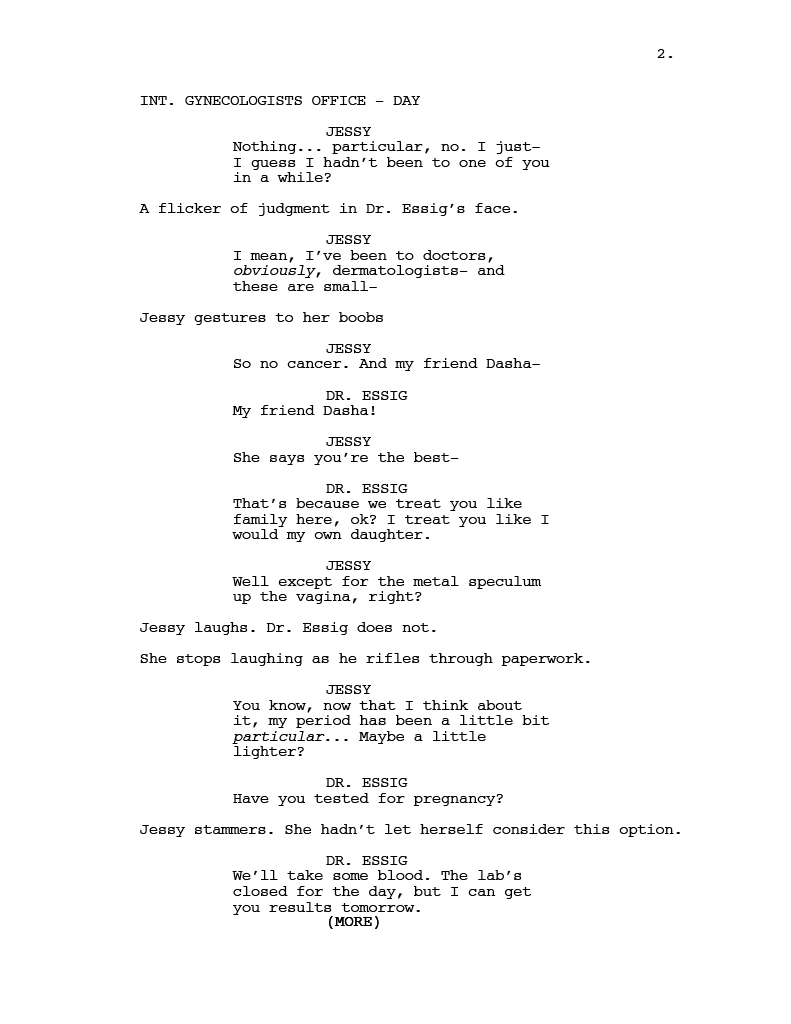 2.
INT. GYNECOLOGISTS OFFICE - DAY
JESSY
Nothing... particular, no. I just-
I guess I hadn't been to one of you
in a while?
A flicker of judgment in Dr. Essig's face.
JESSY
I mean, I've been to doctors,
obviously, dermatologists- and
these are small-
Jessy gestures to her boobs
JESSY
So no cancer. And my friend Dasha-
DR. ESSIG
My friend Dasha!
JESSY
She says you're the best-
DR. ESSIG
That's because we treat you like
family here, ok? I treat you like I
would my own daughter.
JESSY
Well except for the metal speculum
up the vagina, right?
Jessy laughs. Dr. Essig does not.
She stops laughing as he rifles through paperwork.
JESSY
You know, now that I think about
it, my period has been a little bit
particular... Maybe a little
lighter?
DR. ESSIG
Have you tested for pregnancy?
Jessy stammers. She hadn't let herself consider this option.
DR. ESSIG
We'll take some blood. The lab's
closed for the day, but I can get
you results tomorrow.
(MORE)